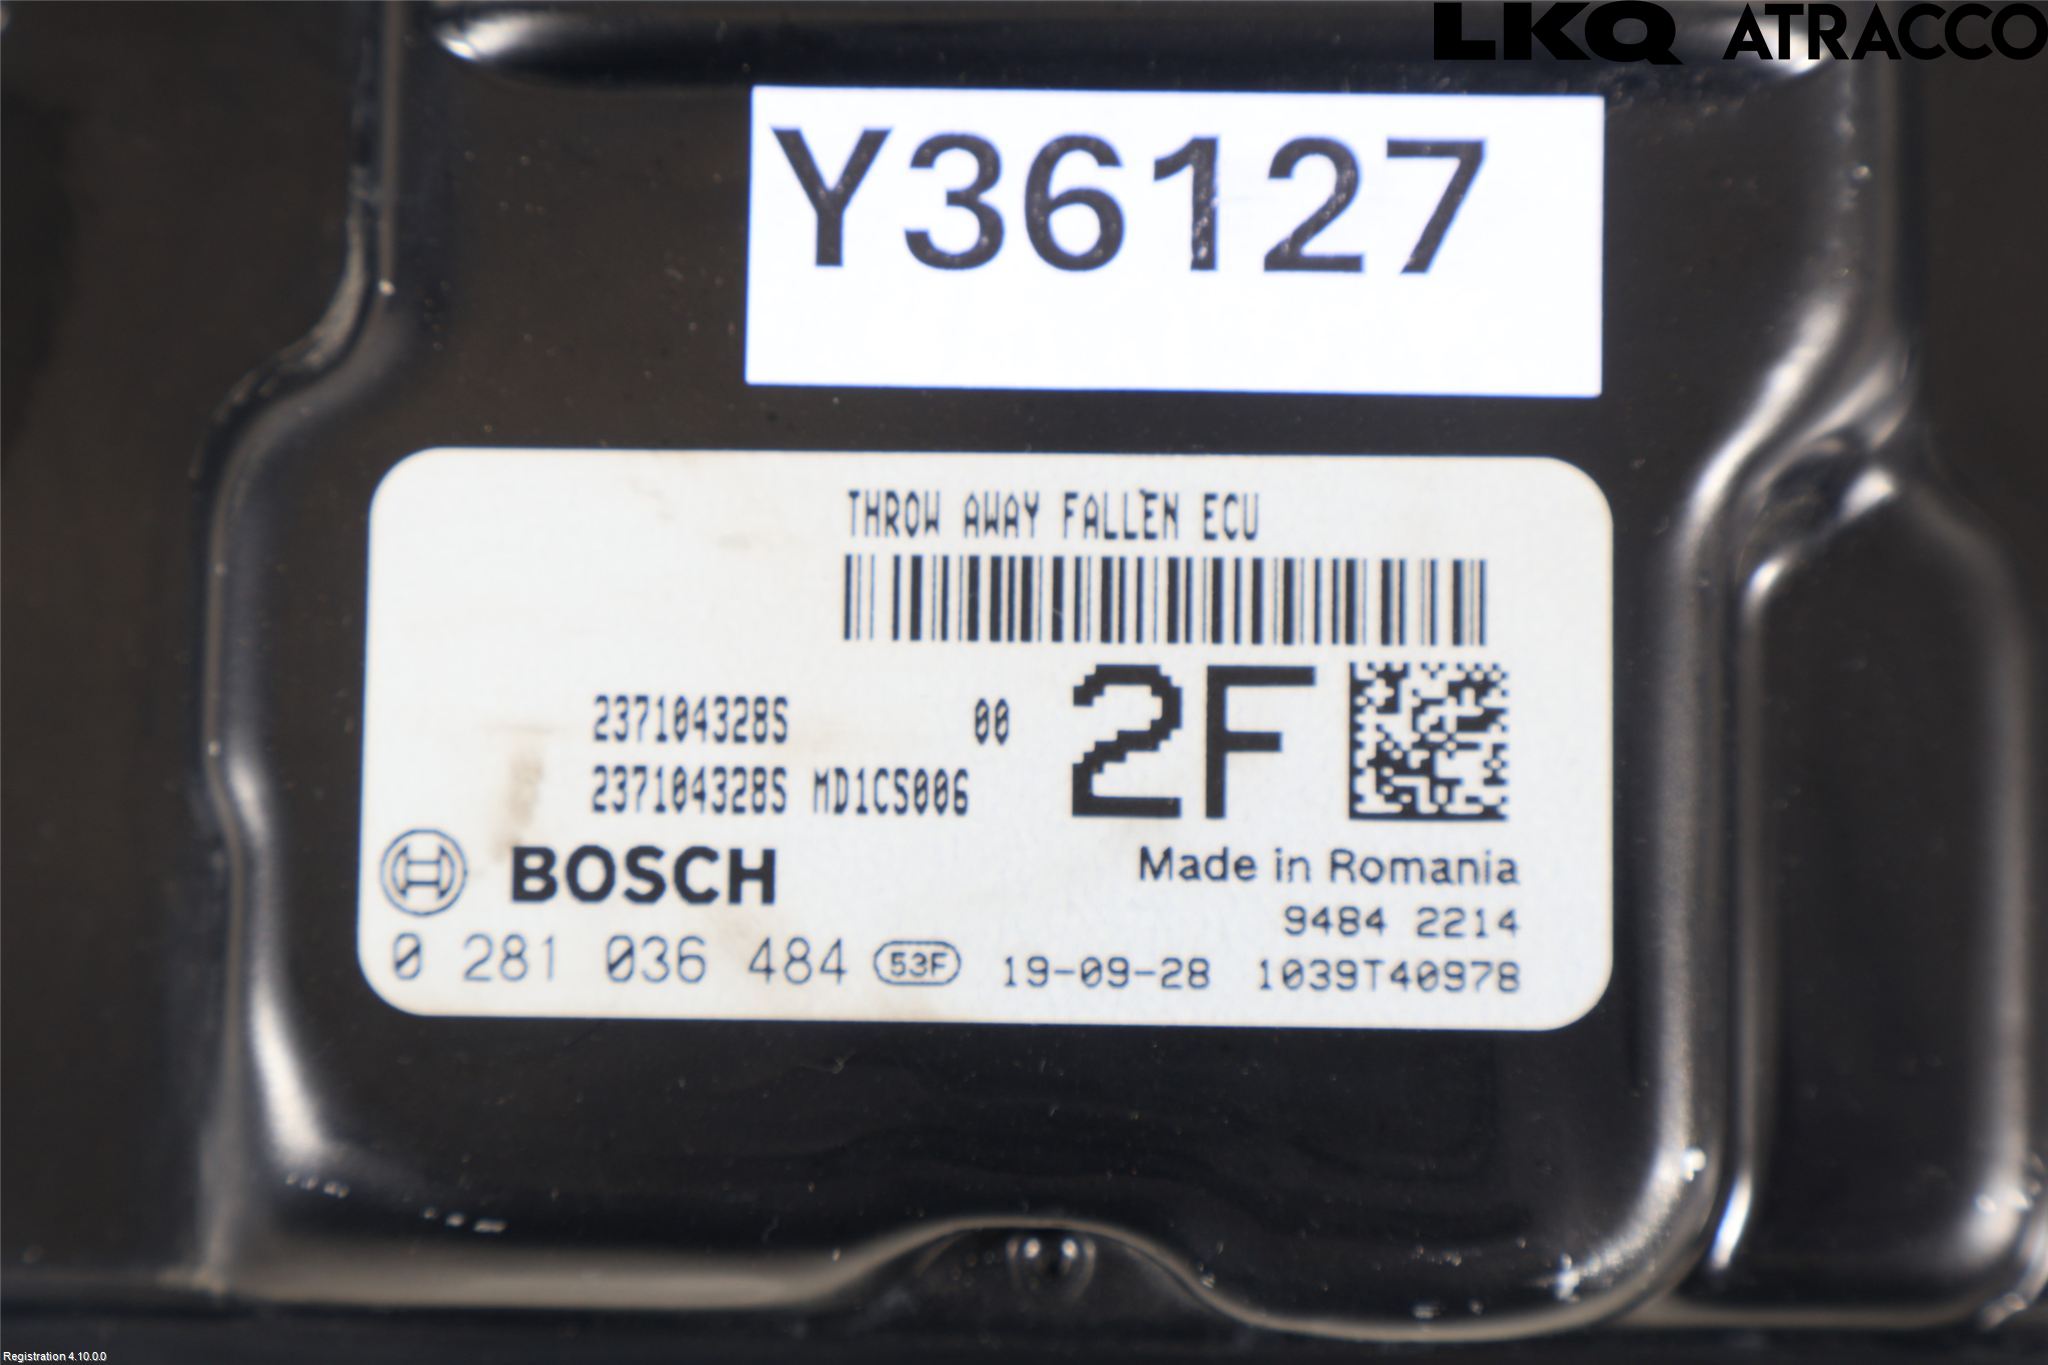 LKQ ATRACCO
Y36127
THROW AWAY FALLEN ECU
237104328S 00 2F
237104328S MD1CS006
BOSCH
Made in Romania
9484 2214
0 281 036 484 53F 19-09-28 1039T40978
Registration 4.10.0.0